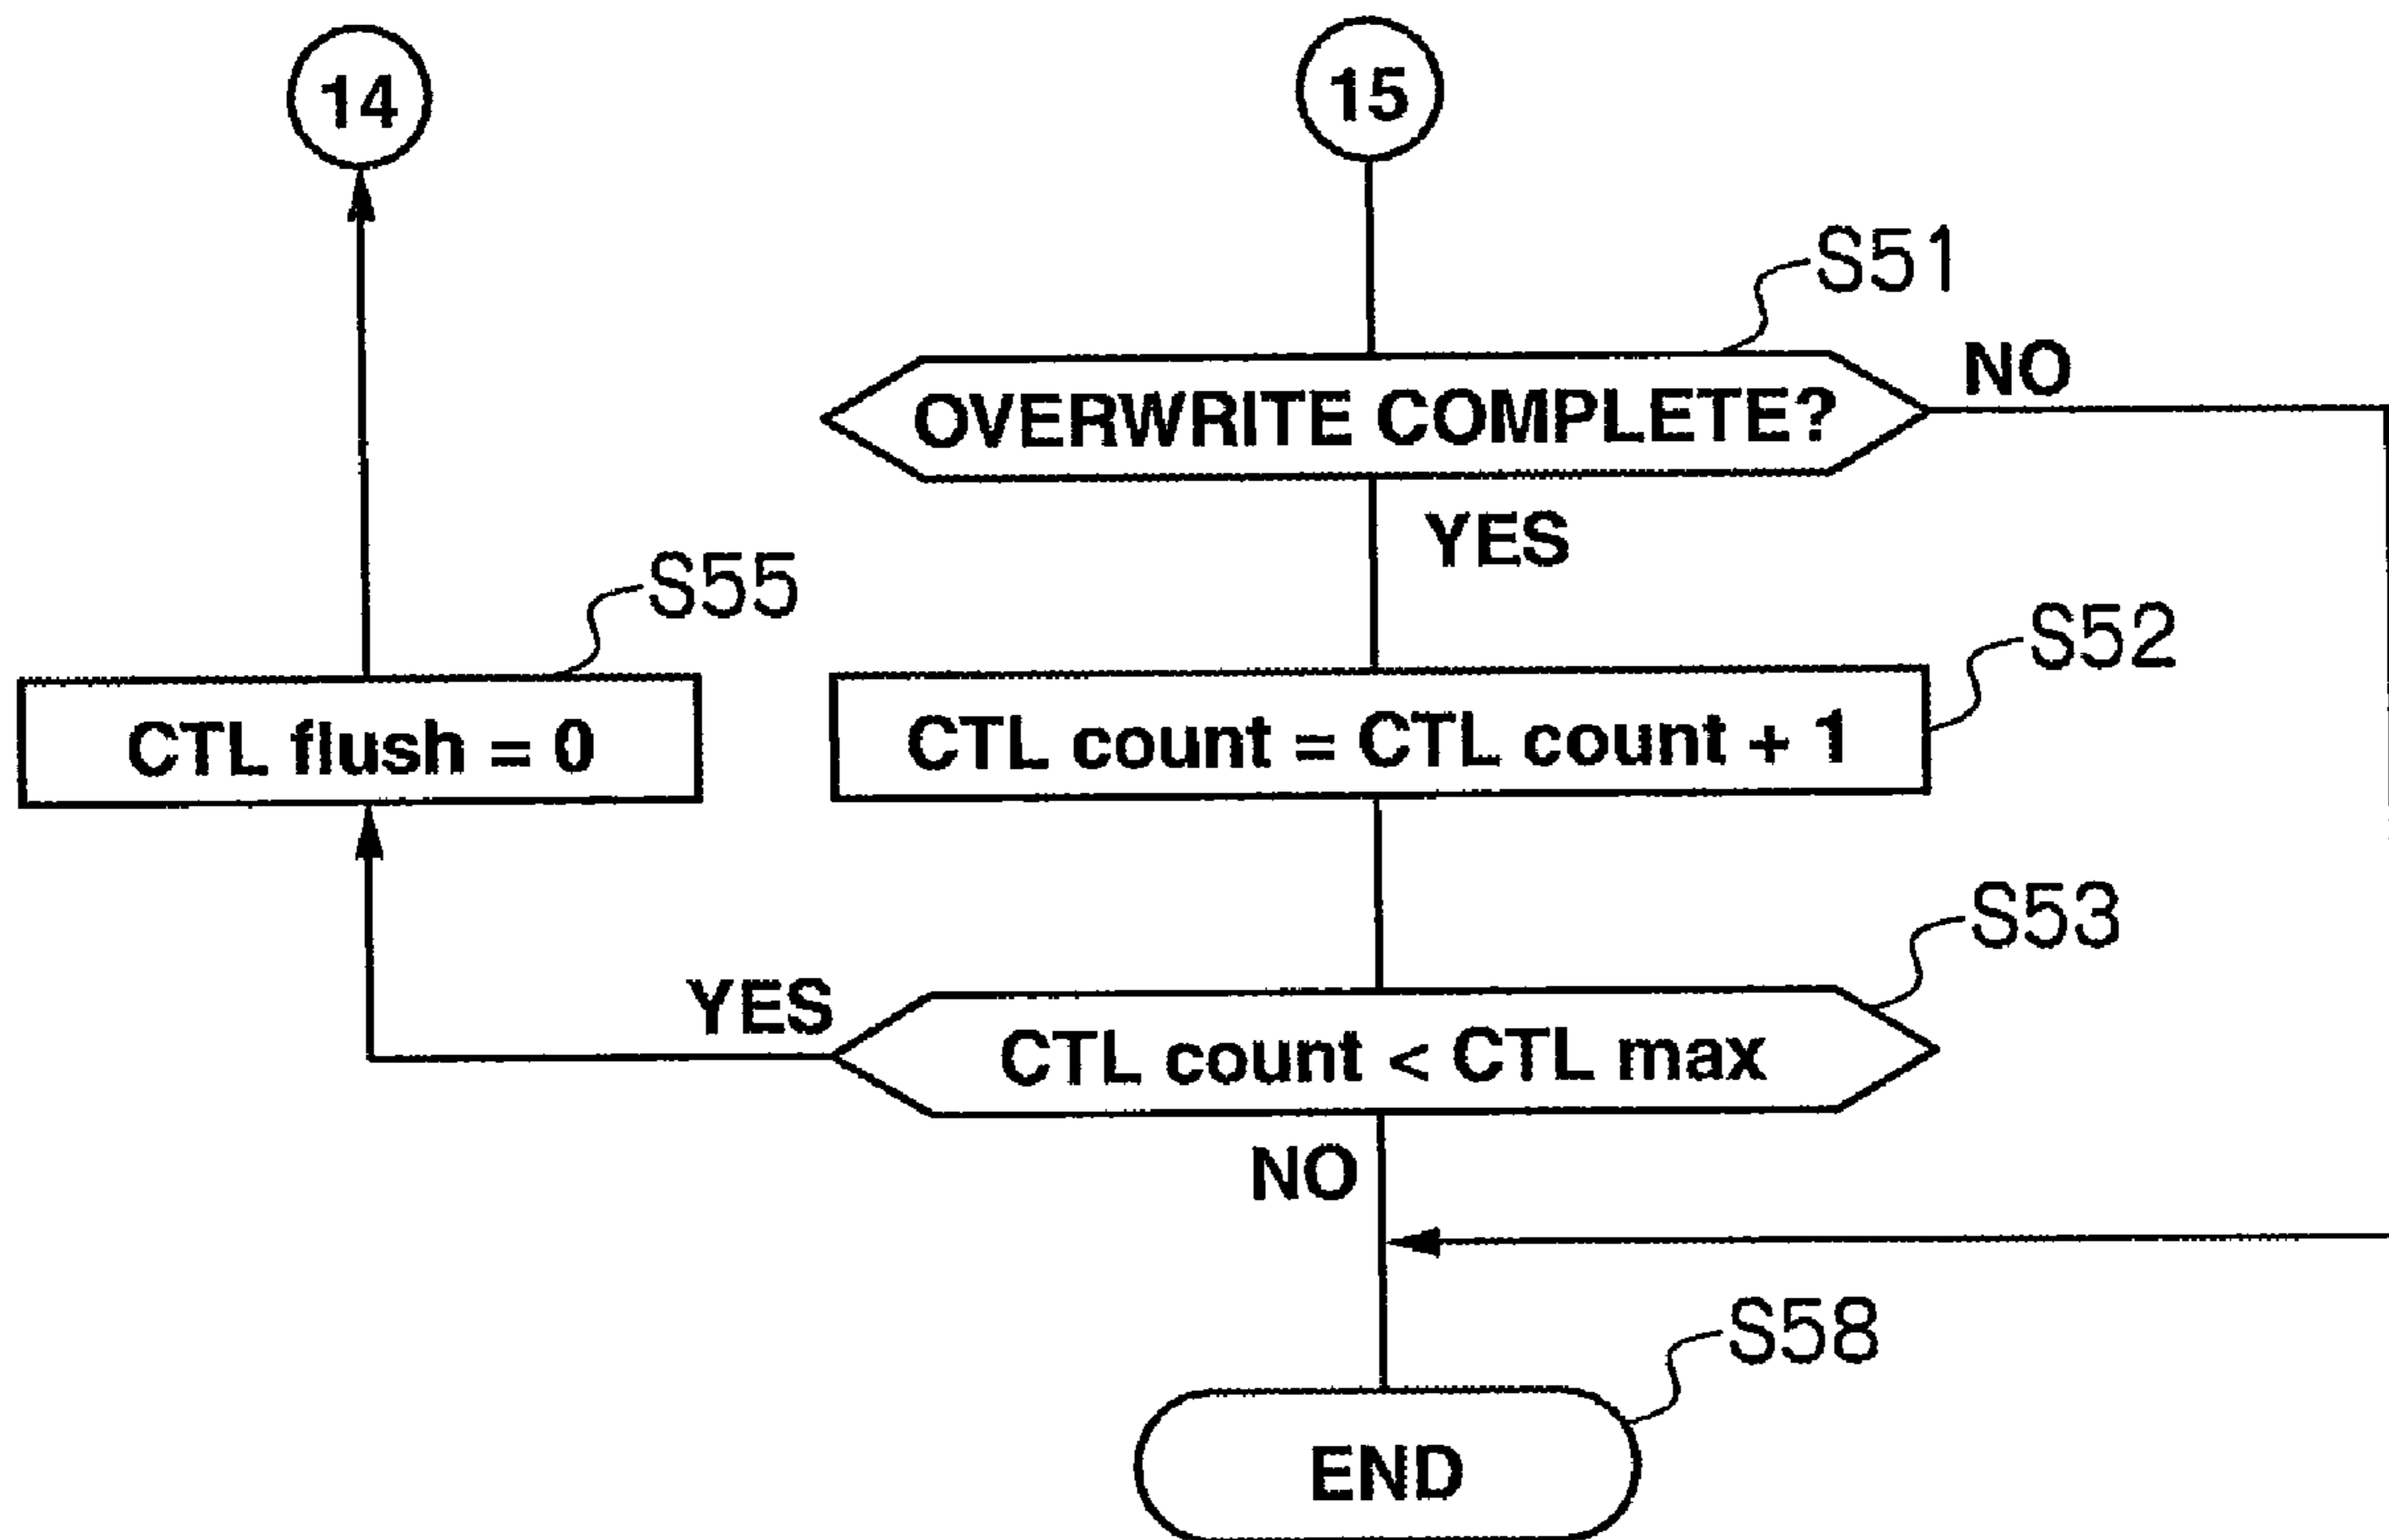 14
15
S51
OVERWRITE COMPLETE?
NO
YES
S55
S52
CTL flush = 0
CTL count = CTL count + 1
S53
YES
CTL count < CTL max
NO
S58
END